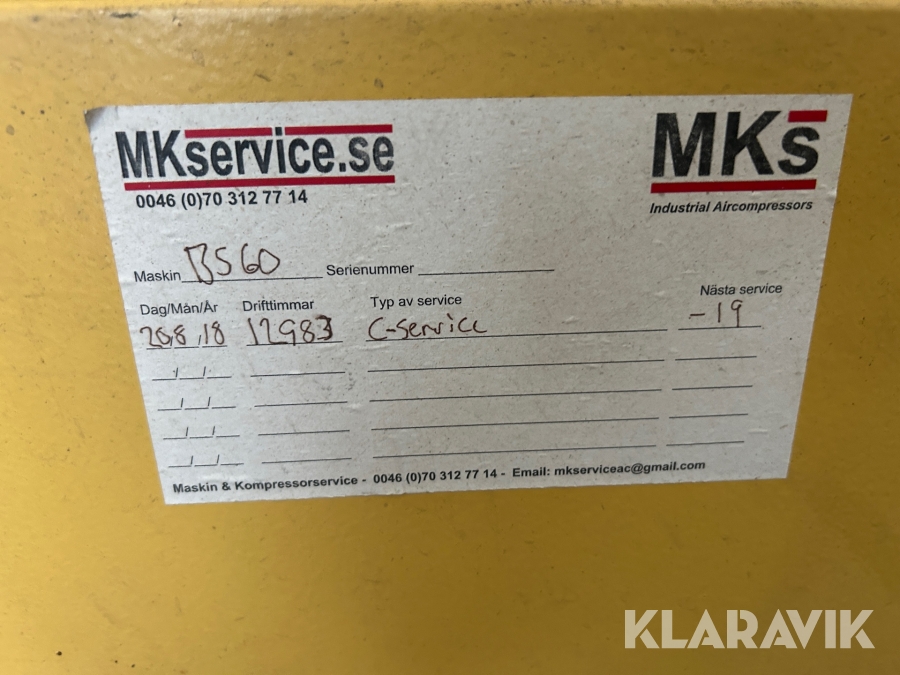 MKservice.se
0046 (0)70 312 77 14
MKs
Industrial Aircompressors
Maskin BS60 Serienummer
Dag/Mån/År Drifttimmar Typ av service Nästa service
20/8,18 12983 C-Service -19
Maskin & Kompressorservice - 0046 (0)70 312 77 14 - Email: mkserviceac@gmail.com
KLARAVIK